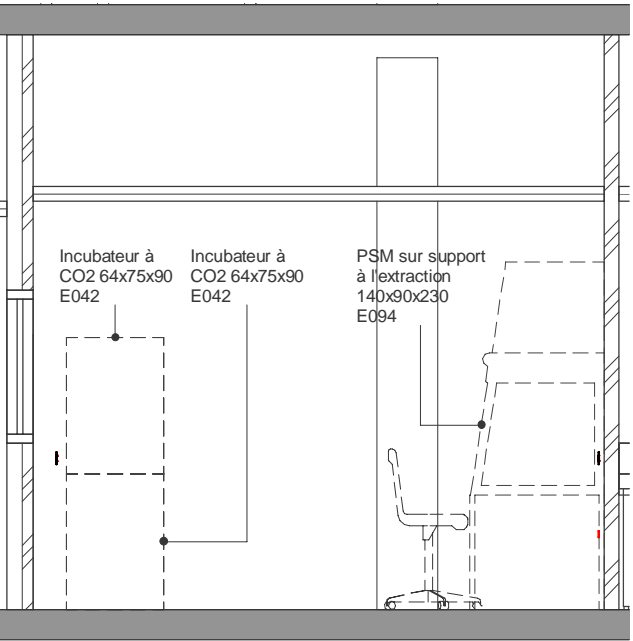 Incubateur à
CO2 64x75x90
E042
Incubateur à
CO2 64x75x90
E042
PSM sur support
à l'extraction
140x90x230
E094